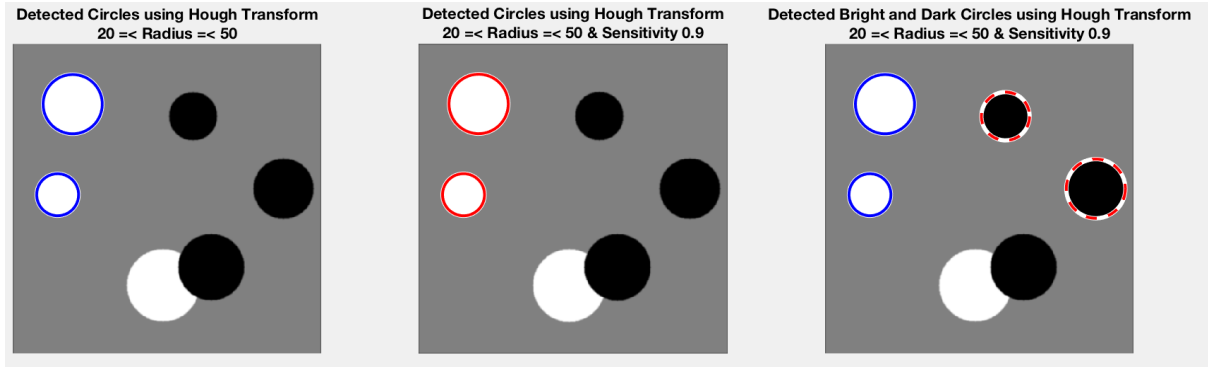 Detected Circles using Hough Transform
20 =< Radius =< 50
Detected Circles using Hough Transform
20 =< Radius =< 50 & Sensitivity 0.9
Detected Bright and Dark Circles using Hough Transform
20 =< Radius =< 50 & Sensitivity 0.9